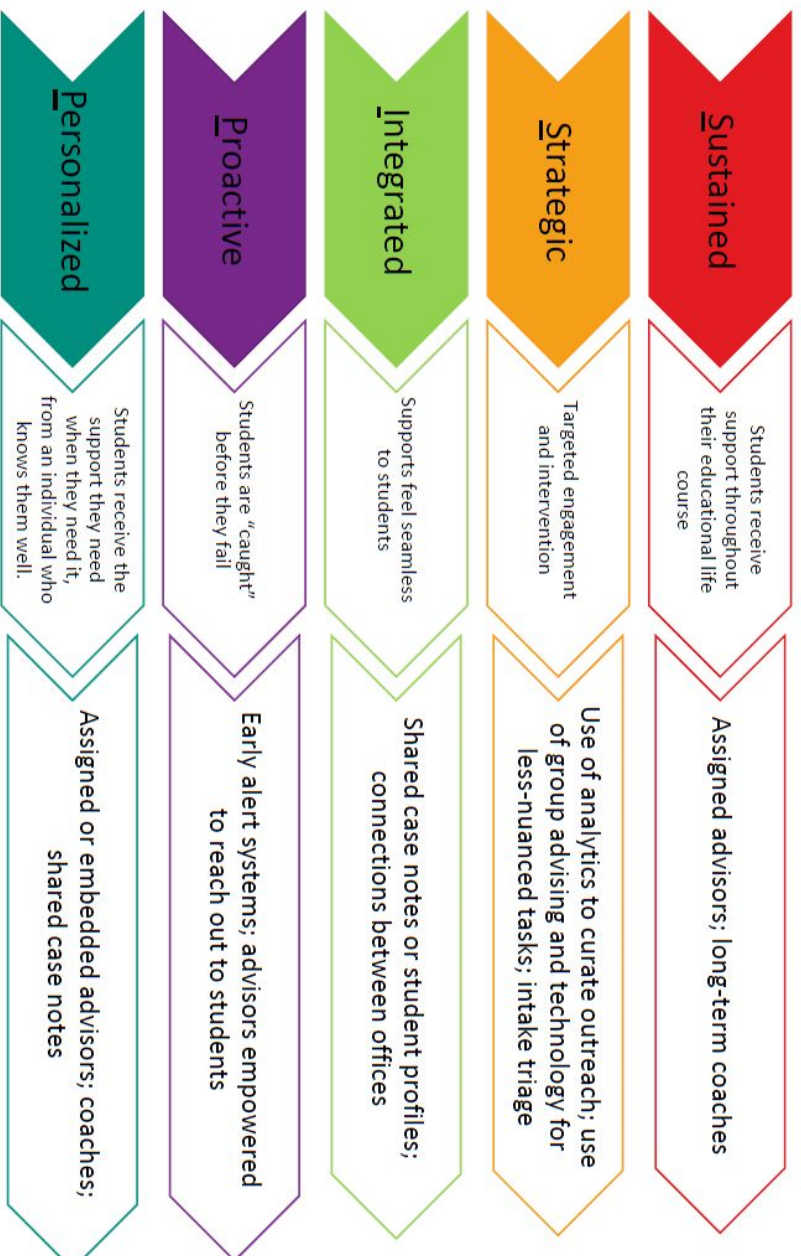 Sustained
Students receive
support throughout
their educational life
course
Assigned advisors; long-term coaches
Strategic
Targeted engagement
and intervention
Use of analytics to curate outreach; use
of group advising and technology for
less-nuanced tasks; intake triage
Integrated
Supports feel seamless
to students
Shared case notes or student profiles;
connections between offices
Proactive
Students are “caught”
before they fail
Early alert systems; advisors empowered
to reach out to students
Personalized
Students receive the
support they need
when they need it,
from an individual who
knows them well.
Assigned or embedded advisors; coaches;
shared case notes